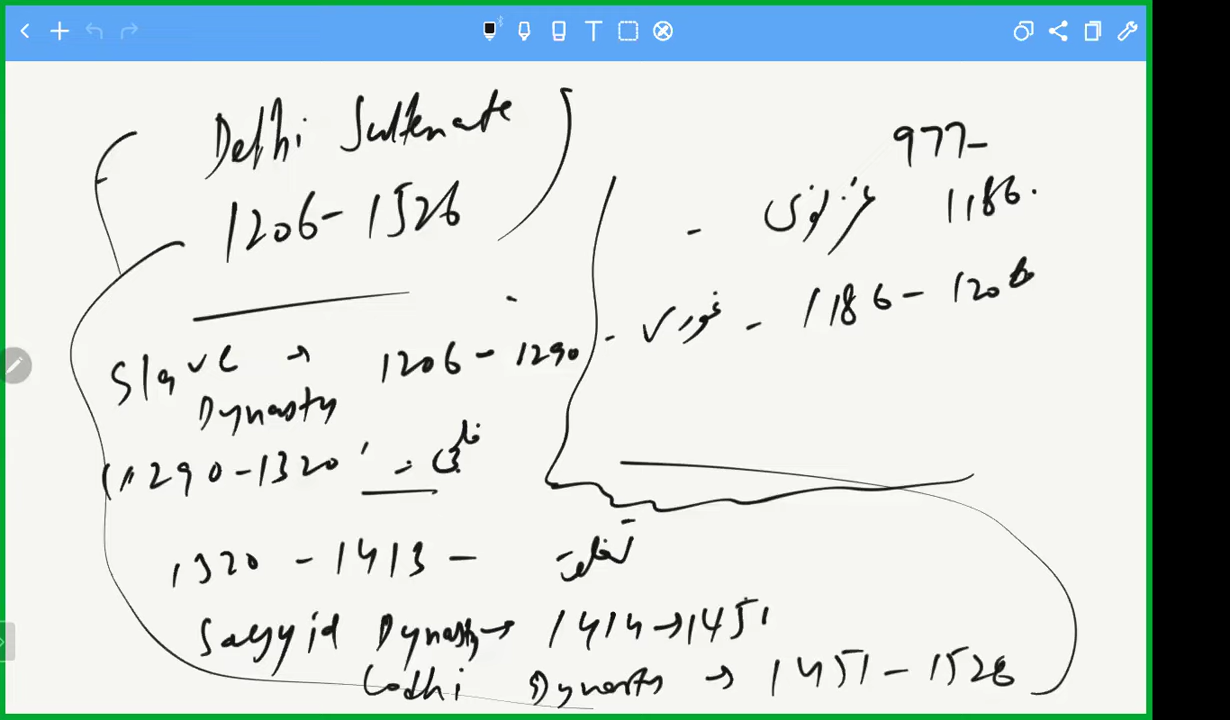 Delhi Sultenate
1206-1526
977-
1186.
غزنوی
غوری - 1186-1206
Slave → 1206-1290
Dynasty
1290-1320 - خلجی
1320 - 1413 - تغلق
Sayyid Dynasty → 1414 → 1451
Lodhi Dynasty → 1451-1526
T